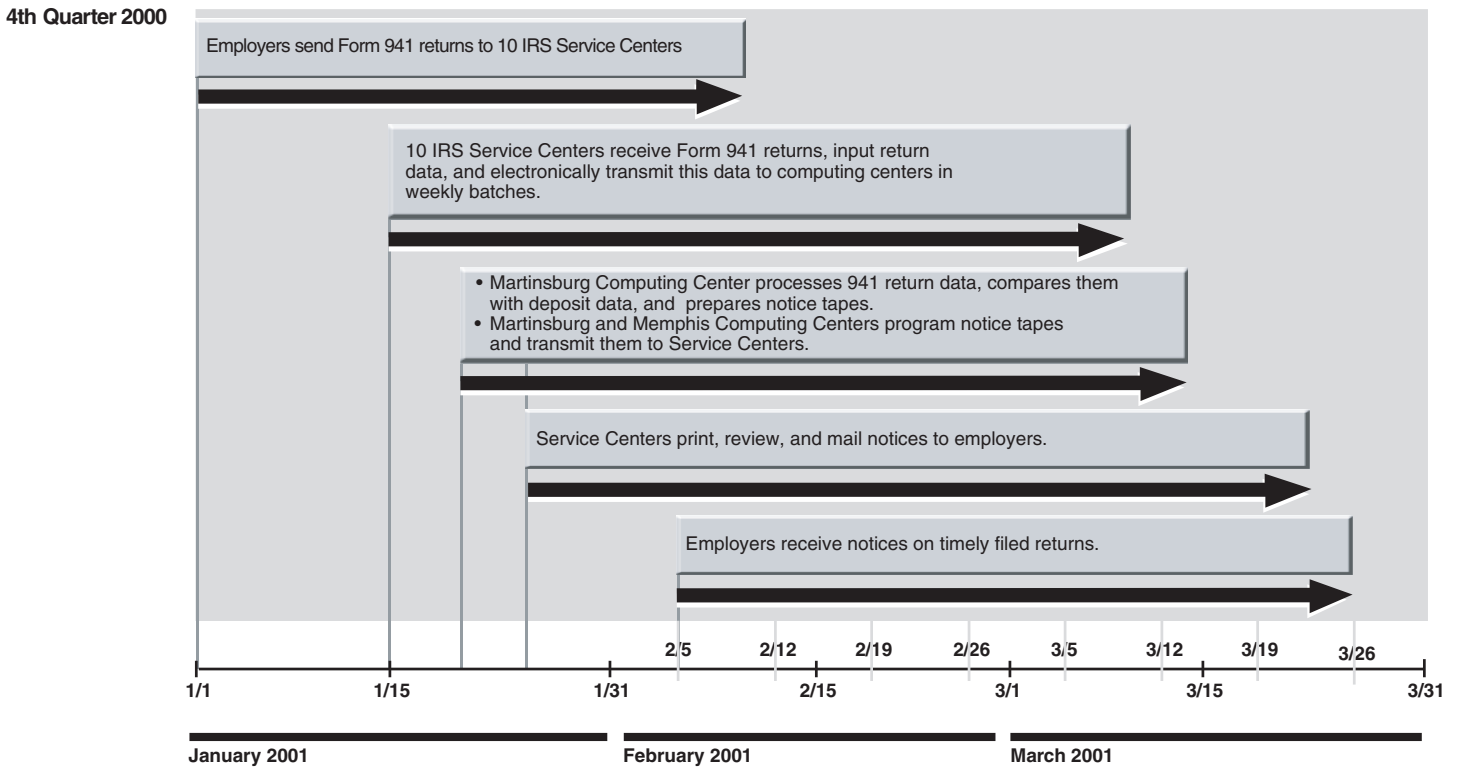 4th Quarter 2000
Employers send Form 941 returns to 10 IRS Service Centers
10 IRS Service Centers receive Form 941 returns, input return
data, and electronically transmit this data to computing centers in
weekly batches.
• Martinsburg Computing Center processes 941 return data, compares them
with deposit data, and prepares notice tapes.
• Martinsburg and Memphis Computing Centers program notice tapes
and transmit them to Service Centers.
Service Centers print, review, and mail notices to employers.
Employers receive notices on timely filed returns.
2/5 2/12 2/19 2/26 3/5 3/12 3/19 3/26
1/1 1/15 1/31 2/15 3/1 3/15 3/31
January 2001 February 2001 March 2001